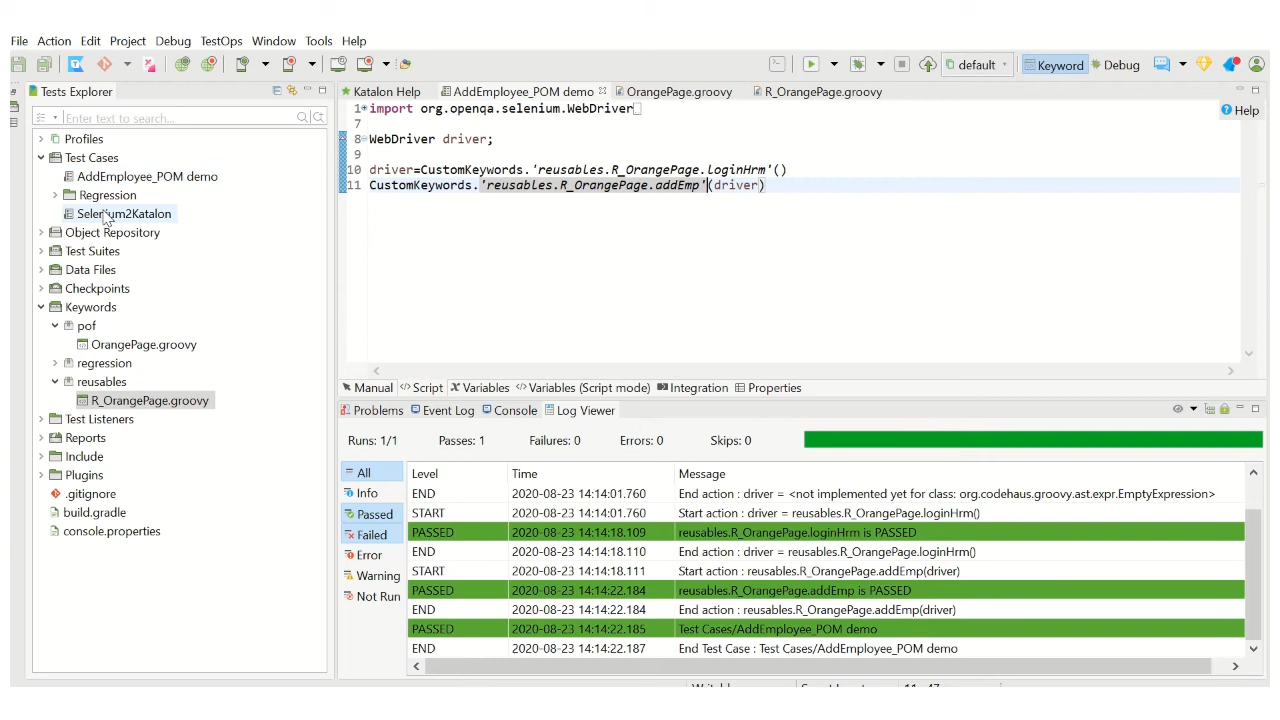 File Action Edit Project Debug TestOps Window Tools Help
default Keyword Debug
Tests Explorer
Katalon Help AddEmployee_POM demo OrangePage.groovy R_OrangePage.groovy
Enter text to search...
Help
Profiles
Test Cases
AddEmployee_POM demo
Regression
Selenium2Katalon
Object Repository
Test Suites
Data Files
Checkpoints
Keywords
pof
OrangePage.groovy
regression
reusables
R_OrangePage.groovy
Test Listeners
Reports
Include
Plugins
.gitignore
build.gradle
console.properties
1 import org.openqa.selenium.WebDriver
7
8 WebDriver driver;
9
10 driver=CustomKeywords.'reusables.R_OrangePage.loginHrm'()
11 CustomKeywords.'reusables.R_OrangePage.addEmp'(driver)
Manual Script Variables Variables (Script mode) Integration Properties
Problems Event Log Console Log Viewer
Runs: 1/1 Passes: 1 Failures: 0 Errors: 0 Skips: 0
All
Info
Passed
Failed
Error
Warning
Not Run
Level Time Message
END 2020-08-23 14:14:01.760 End action : driver = <not implemented yet for class: org.codehaus.groovy.ast.expr.EmptyExpression>
START 2020-08-23 14:14:01.760 Start action : driver = reusables.R_OrangePage.loginHrm()
PASSED 2020-08-23 14:14:18.109 reusables.R_OrangePage.loginHrm is PASSED
END 2020-08-23 14:14:18.110 End action : driver = reusables.R_OrangePage.loginHrm()
START 2020-08-23 14:14:18.111 Start action : reusables.R_OrangePage.addEmp(driver)
PASSED 2020-08-23 14:14:22.184 reusables.R_OrangePage.addEmp is PASSED
END 2020-08-23 14:14:22.184 End action : reusables.R_OrangePage.addEmp(driver)
PASSED 2020-08-23 14:14:22.185 Test Cases/AddEmployee_POM demo
END 2020-08-23 14:14:22.187 End Test Case : Test Cases/AddEmployee_POM demo